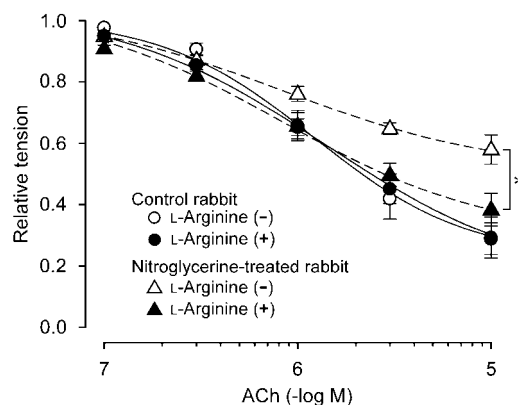 1.0
0.8
0.6
0.4
0.2
0.0
Relative tension
Control rabbit
L-Arginine (−)
L-Arginine (+)
Nitroglycerine-treated rabbit
L-Arginine (−)
L-Arginine (+)
*
7 6 5
ACh (-log M)